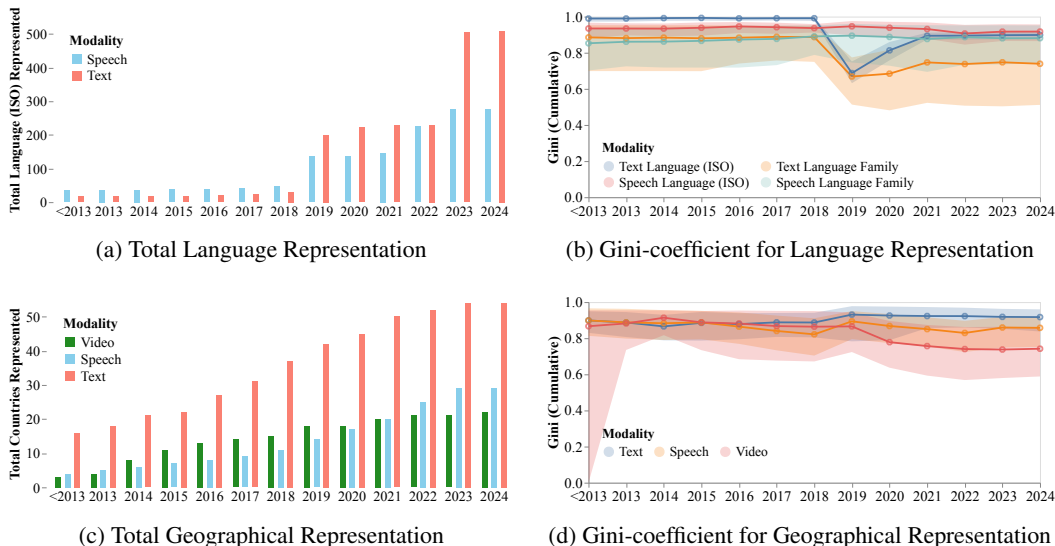 Total Language (ISO) Represented
500
400
300
200
100
0
Modality
Speech
Text
<2013 2013 2014 2015 2016 2017 2018 2019 2020 2021 2022 2023 2024
(a) Total Language Representation
Gini (Cumulative)
1.0
0.8
0.6
0.4
0.2
0.0
Modality
Text Language (ISO) Text Language Family
Speech Language (ISO) Speech Language Family
<2013 2013 2015 2016 2014 2017 2018 2019 2020 2021 2022 2023 2024
(b) Gini-coefficient for Language Representation
Total Countries Represented
50
40
30
20
10
0
Modality
Video
Speech
Text
<2013 2013 2014 2015 2016 2017 2018 2019 2020 2021 2022 2023 2024
(c) Total Geographical Representation
Gini (Cumulative)
1.0
0.8
0.6
0.4
0.2
0.0
Modality
Text Speech Video
<2013 2013 2014 2015 2016 2017 2018 2019 2020 2021 2022 2023 2024
(d) Gini-coefficient for Geographical Representation